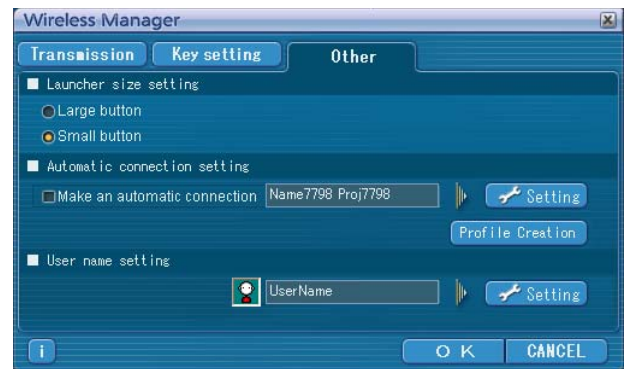 Wireless Manager
Transmission Key setting Other
Launcher size setting
Large button
Small button
Automatic connection setting
Make an automatic connection Name7798 Proj7798 Setting
Profile Creation
User name setting
UserName Setting
i OK CANCEL